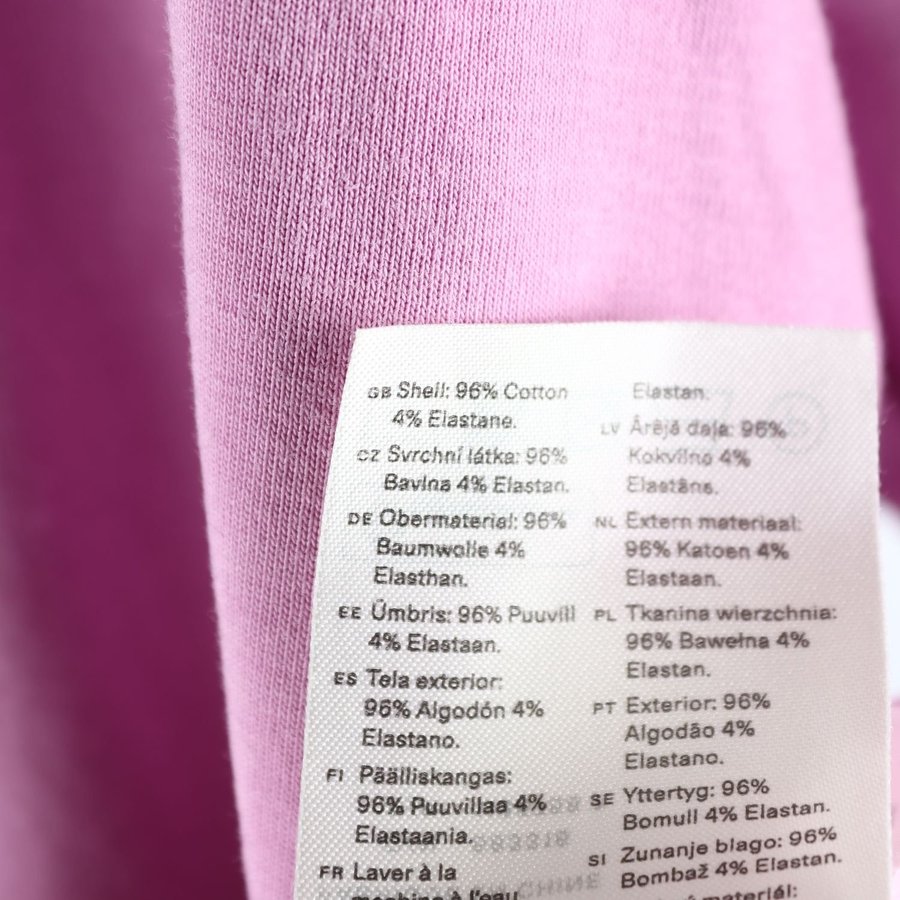 GB Shell: 96% Cotton
4% Elastane.
CZ Svrchní látka: 96%
Bavlna 4% Elastan.
DE Obermaterial: 96%
Baumwolle 4%
Elasthan.
EE Ümbris: 96% Puuvill
4% Elastaan.
ES Tela exterior:
96% Algodón 4%
Elastano.
FI Päälliskangas:
96% Puuvillaa 4%
Elastaania.
FR Laver à la
machine à l'eau
Elastan.
LV Ārējā daļa: 96%
Kokvilna 4%
Elastāns.
NL Extern materiaal:
96% Katoen 4%
Elastaan.
PL Tkanina wierzchnia:
96% Bawełna 4%
Elastan.
PT Exterior: 96%
Algodão 4%
Elastano.
SE Yttertyg: 96%
Bomull 4% Elastan.
SI Zunanje blago: 96%
Bombaž 4% Elastan.
materiál: